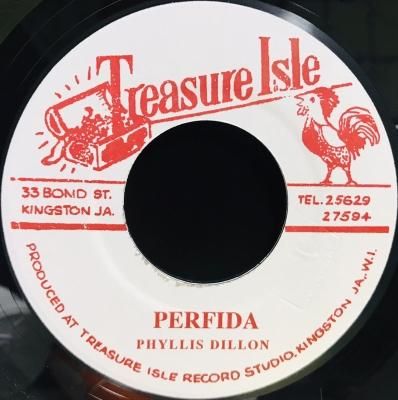 Treasure Isle
33 BOND ST.
KINGSTON JA.
TEL. 25629
27594
PERFIDA
PHYLLIS DILLON
PRODUCED AT TREASURE ISLE RECORD STUDIO, KINGSTON JA, W.I.